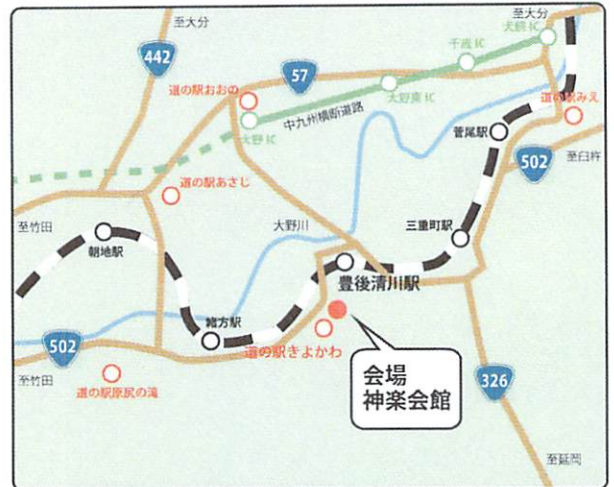 至大分
至大分
犬飼IC
442
千歳IC
57
道の駅おおの
大野東IC
道の駅みえ
中九州横断道路
大野IC
菅尾駅
502
至臼杵
道の駅あさじ
至竹田
大野川
三重町駅
朝地駅
豊後清川駅
緒方駅
502
道の駅きよかわ
至竹田
道の駅原尻の滝
会場
神楽会館
326
至延岡